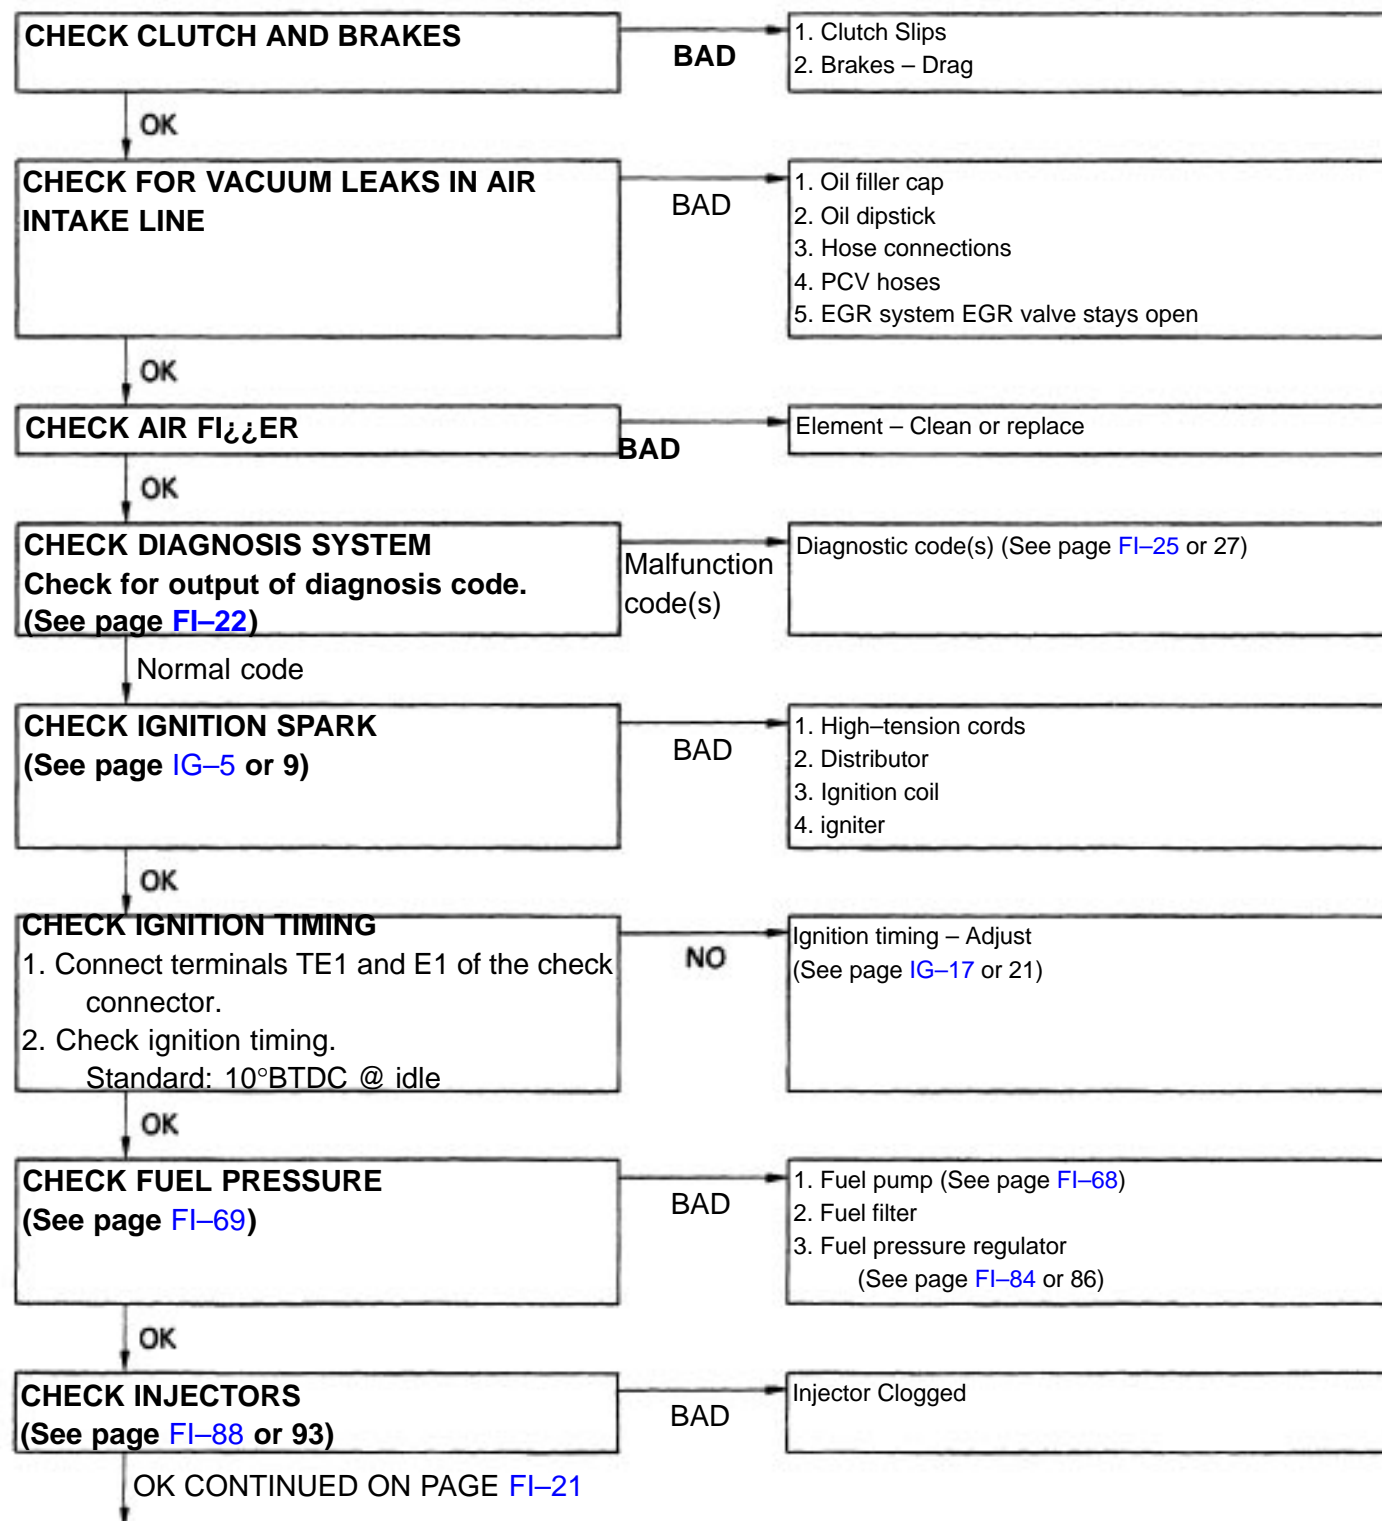 CHECK CLUTCH AND BRAKES
BAD
1. Clutch Slips
2. Brakes – Drag
OK
CHECK FOR VACUUM LEAKS IN AIR
INTAKE LINE
BAD
1. Oil filler cap
2. Oil dipstick
3. Hose connections
4. PCV hoses
5. EGR system EGR valve stays open
OK
CHECK AIR FI¿¿ER
BAD
Element – Clean or replace
OK
CHECK DIAGNOSIS SYSTEM
Check for output of diagnosis code.
(See page FI–22)
Malfunction
code(s)
Diagnostic code(s) (See page FI–25 or 27)
Normal code
CHECK IGNITION SPARK
(See page IG–5 or 9)
BAD
1. High–tension cords
2. Distributor
3. Ignition coil
4. igniter
OK
CHECK IGNITION TIMING
1. Connect terminals TE1 and E1 of the check
connector.
2. Check ignition timing.
Standard: 10°BTDC @ idle
NO
Ignition timing – Adjust
(See page IG–17 or 21)
OK
CHECK FUEL PRESSURE
(See page FI–69)
BAD
1. Fuel pump (See page FI–68)
2. Fuel filter
3. Fuel pressure regulator
(See page FI–84 or 86)
OK
CHECK INJECTORS
(See page FI–88 or 93)
BAD
Injector Clogged
OK CONTINUED ON PAGE FI–21